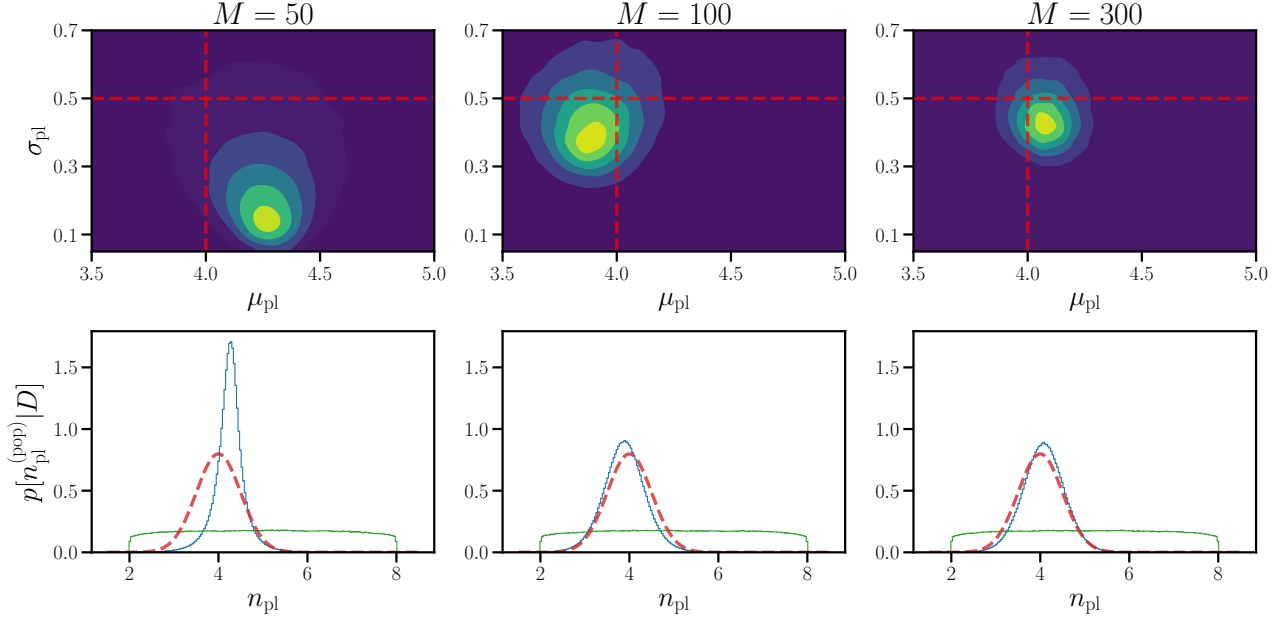 M = 50 M = 100 M = 300
0.7 0.7 0.7
0.5 0.5 0.5
0.3 0.3 0.3
0.1 0.1 0.1
σ_pl
3.5 4.0 4.5 5.0 3.5 4.0 4.5 5.0 3.5 4.0 4.5 5.0
μ_pl μ_pl μ_pl
1.5 1.5 1.5
1.0 1.0 1.0
0.5 0.5 0.5
0.0 0.0 0.0
p[n_pl^(pop)|D]
2 4 6 8 2 4 6 8 2 4 6 8
n_pl n_pl n_pl